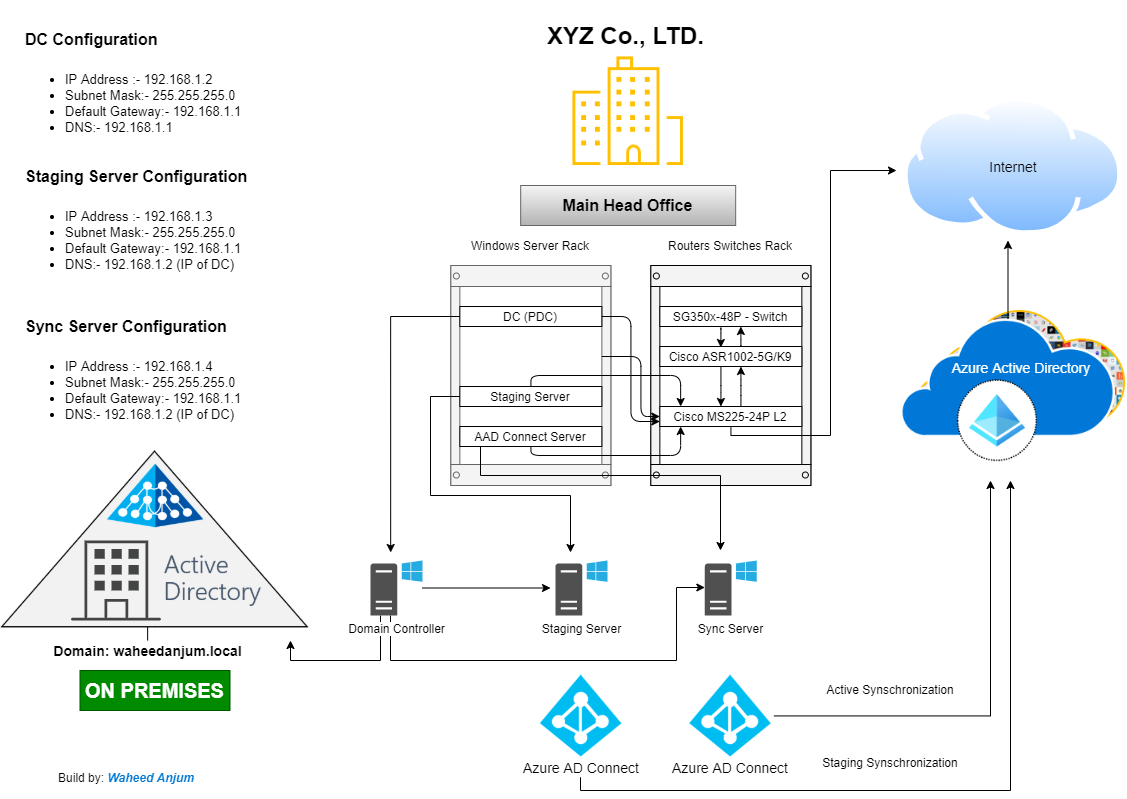 XYZ Co., LTD.
DC Configuration
IP Address :- 192.168.1.2
Subnet Mask:- 255.255.255.0
Default Gateway:- 192.168.1.1
DNS:- 192.168.1.1
Staging Server Configuration
IP Address :- 192.168.1.3
Subnet Mask:- 255.255.255.0
Default Gateway:- 192.168.1.1
DNS:- 192.168.1.2 (IP of DC)
Sync Server Configuration
IP Address :- 192.168.1.4
Subnet Mask:- 255.255.255.0
Default Gateway:- 192.168.1.1
DNS:- 192.168.1.2 (IP of DC)
Main Head Office
Windows Server Rack
DC (PDC)
Staging Server
AAD Connect Server
Routers Switches Rack
SG350x-48P - Switch
Cisco ASR1002-5G/K9
Cisco MS225-24P L2
Internet
Azure Active Directory
Active
Directory
Domain: waheedanjum.local
ON PREMISES
Domain Controller
Staging Server
Sync Server
Azure AD Connect
Azure AD Connect
Active Synschronization
Staging Synschronization
Build by: Waheed Anjum